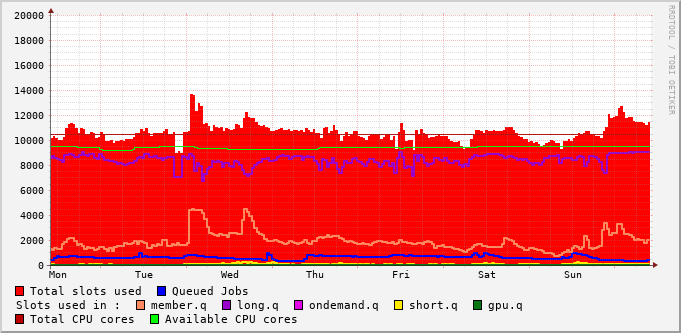 20000
18000
16000
14000
12000
10000
8000
6000
4000
2000
0
Mon Tue Wed Thu Fri Sat Sun
RRDTOOL / TOBI OETIKER
Total slots used Queued Jobs
Slots used in : member.q long.q ondemand.q short.q gpu.q
Total CPU cores Available CPU cores